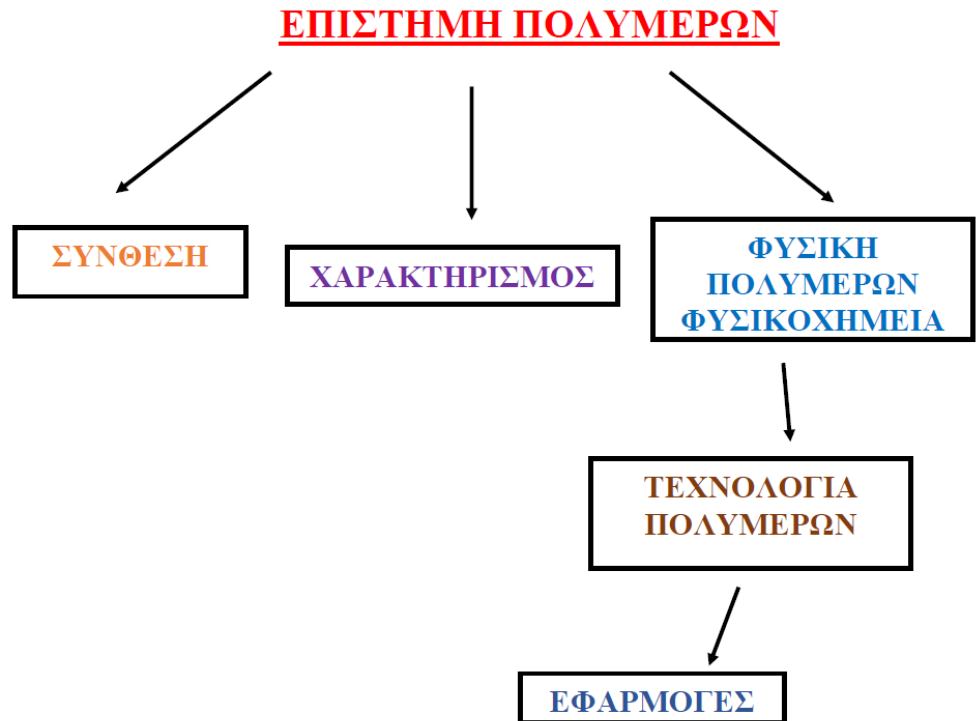 ΕΠΙΣΤΗΜΗ ΠΟΛΥΜΕΡΩΝ
ΣΥΝΘΕΣΗ
ΧΑΡΑΚΤΗΡΙΣΜΟΣ
ΦΥΣΙΚΗ
ΠΟΛΥΜΕΡΩΝ
ΦΥΣΙΚΟΧΗΜΕΙΑ
ΤΕΧΝΟΛΟΓΙΑ
ΠΟΛΥΜΕΡΩΝ
ΕΦΑΡΜΟΓΕΣ